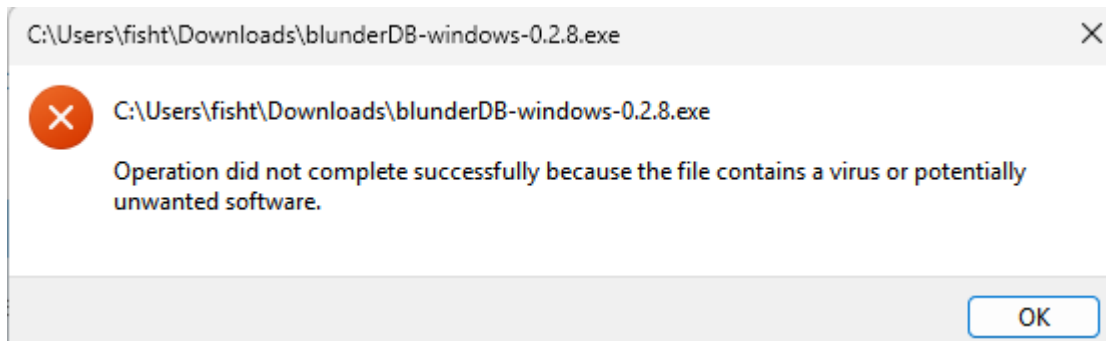 C:\Users\fisht\Downloads\blunderDB-windows-0.2.8.exe
C:\Users\fisht\Downloads\blunderDB-windows-0.2.8.exe
Operation did not complete successfully because the file contains a virus or potentially
unwanted software.
OK